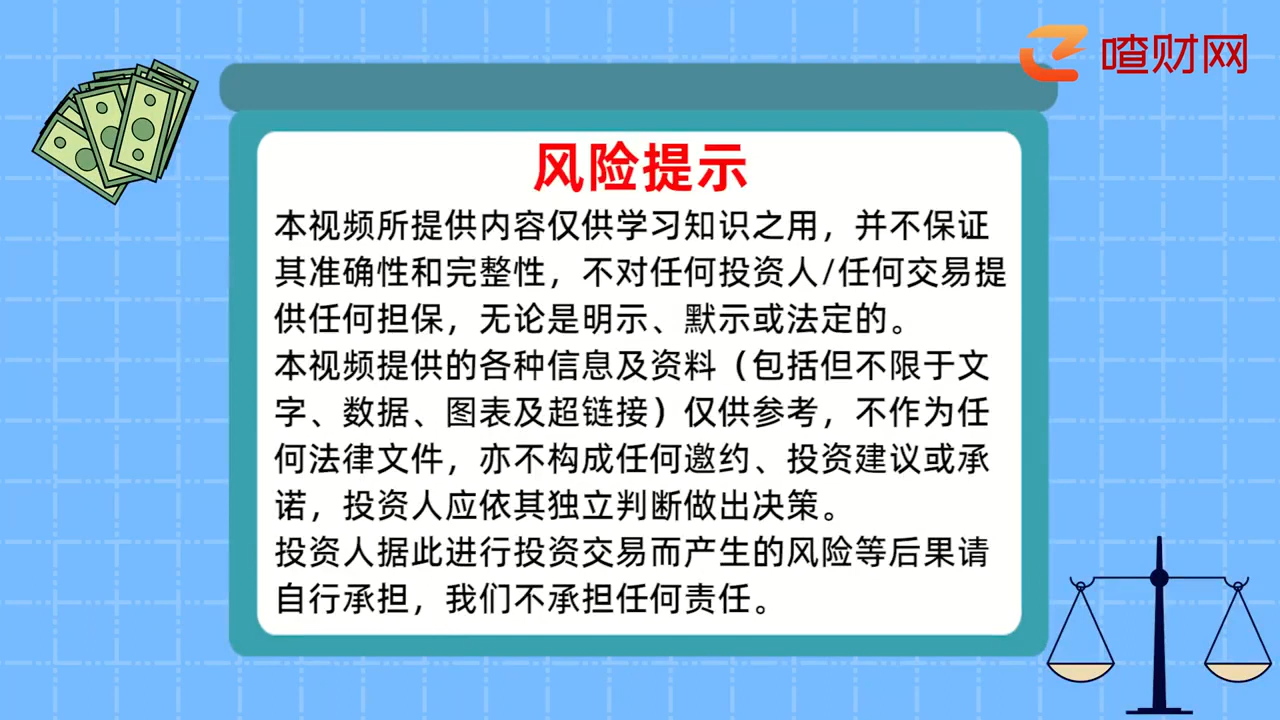 喳财网
风险提示
本视频所提供内容仅供学习知识之用，并不保证
其准确性和完整性，不对任何投资人/任何交易提
供任何担保，无论是明示、默示或法定的。
本视频提供的各种信息及资料（包括但不限于文
字、数据、图表及超链接）仅供参考，不作为任
何法律文件，亦不构成任何邀约、投资建议或承
诺，投资人应依其独立判断做出决策。
投资人据此进行投资交易而产生的风险等后果请
自行承担，我们不承担任何责任。